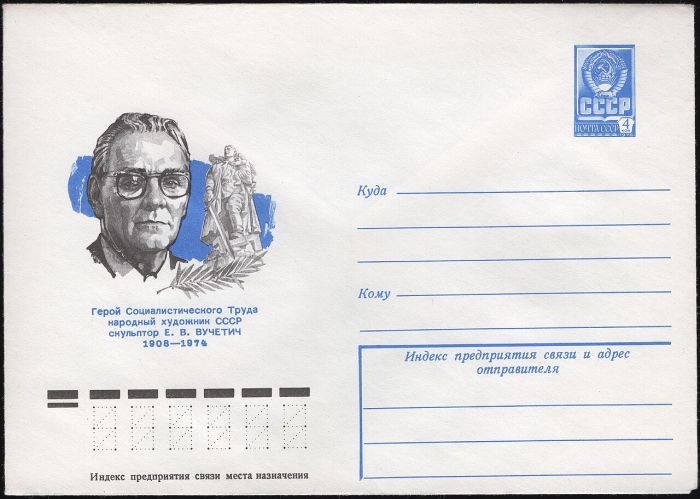 СССР
ПОЧТА СССР 4
Куда
Кому
Герой Социалистического Труда
народный художник СССР
скульптор Е. В. ВУЧЕТИЧ
1908—1974
Индекс предприятия связи и адрес
отправителя
Индекс предприятия связи места назначения